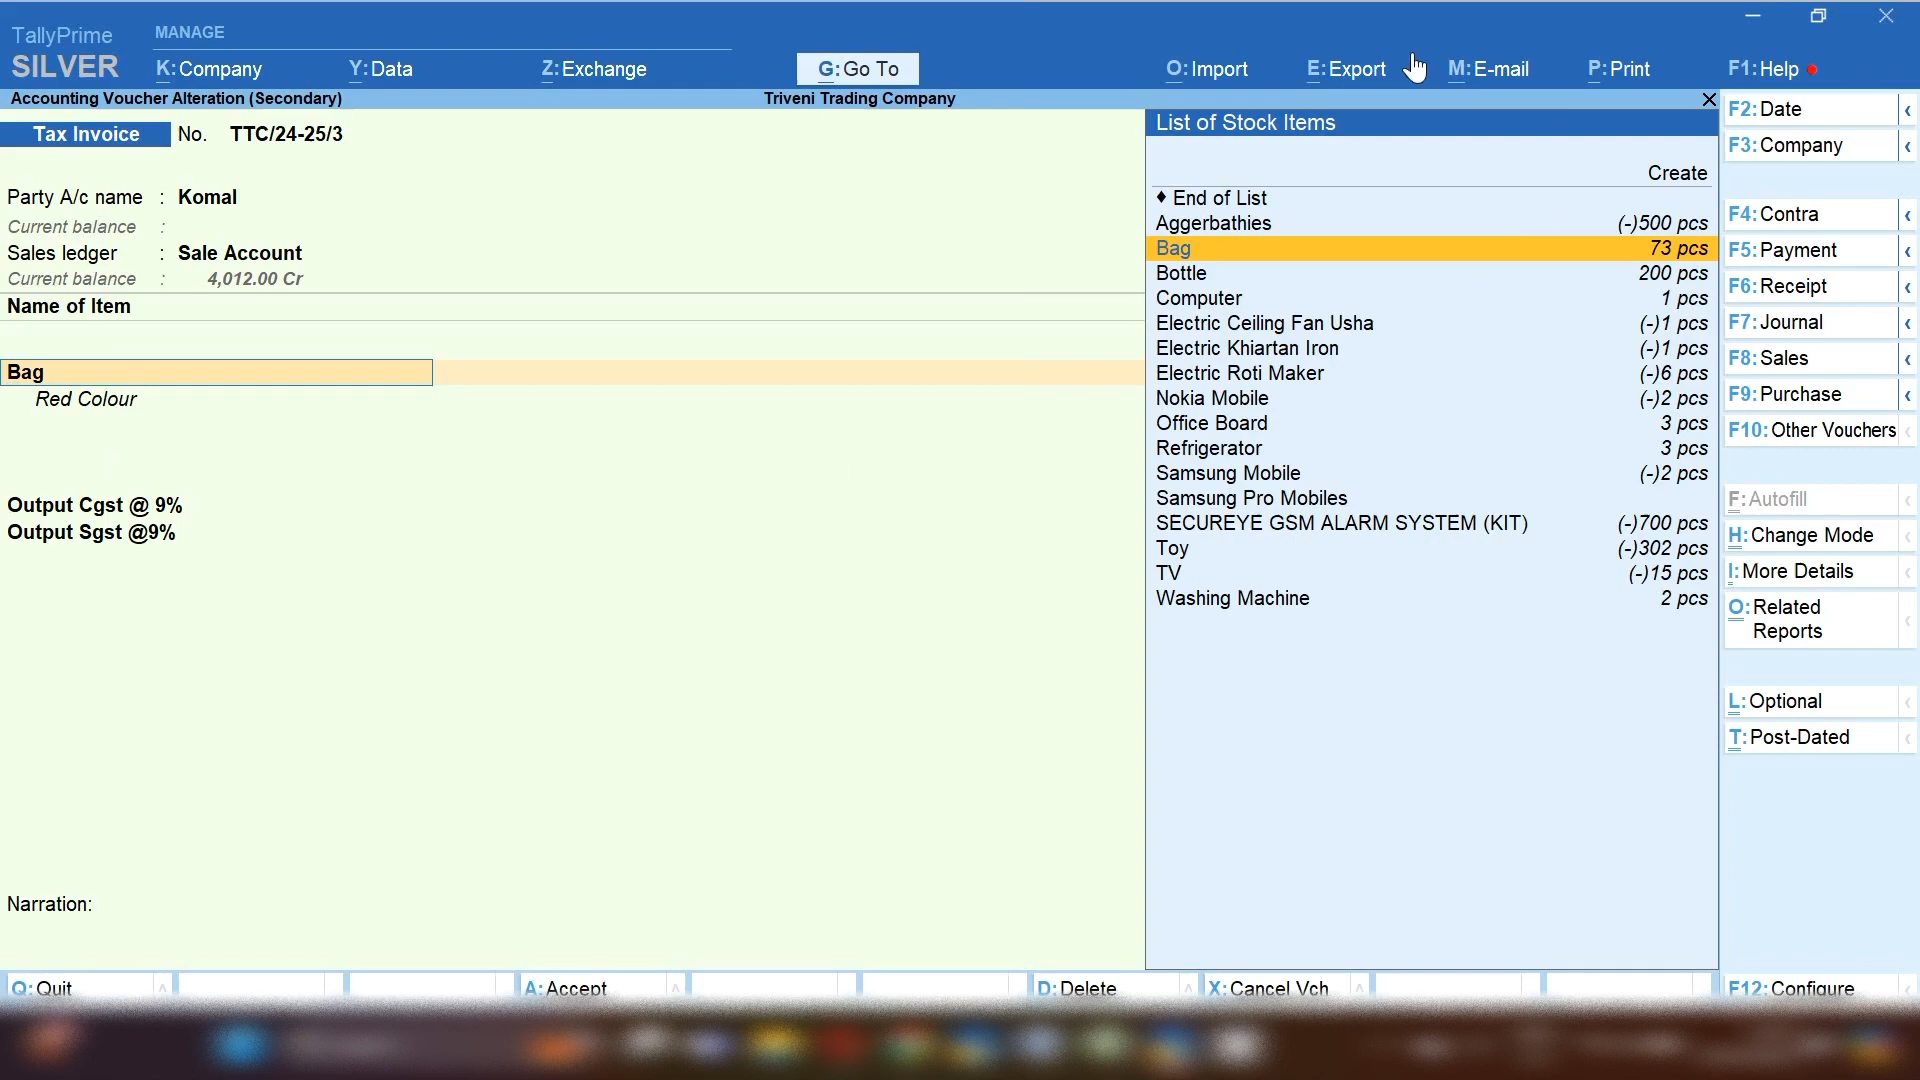 TallyPrime
SILVER
MANAGE
K:Company
Y:Data
Z:Exchange
G:Go To
O:Import
E:Export
M:E-mail
P:Print
F1:Help
Accounting Voucher Alteration (Secondary)
Triveni Trading Company
Tax Invoice No. TTC/24-25/3
Party A/c name : Komal
Current balance :
Sales ledger : Sale Account
Current balance : 4,012.00 Cr
Name of Item
Bag
Red Colour
Output Cgst @ 9%
Output Sgst @9%
Narration:
List of Stock Items
Create
♦ End of List
Aggerbathies (-)500 pcs
Bag 73 pcs
Bottle 200 pcs
Computer 1 pcs
Electric Ceiling Fan Usha (-)1 pcs
Electric Khiartan Iron (-)1 pcs
Electric Roti Maker (-)6 pcs
Nokia Mobile (-)2 pcs
Office Board 3 pcs
Refrigerator 3 pcs
Samsung Mobile (-)2 pcs
Samsung Pro Mobiles
SECUREYE GSM ALARM SYSTEM (KIT) (-)700 pcs
Toy (-)302 pcs
TV (-)15 pcs
Washing Machine 2 pcs
F2:Date
F3:Company
F4:Contra
F5:Payment
F6:Receipt
F7:Journal
F8:Sales
F9:Purchase
F10:Other Vouchers
F:Autofill
H:Change Mode
I:More Details
O:Related
Reports
L:Optional
T:Post-Dated
Q:Quit
A:Accept
D:Delete
X:Cancel Vch
F12:Configure